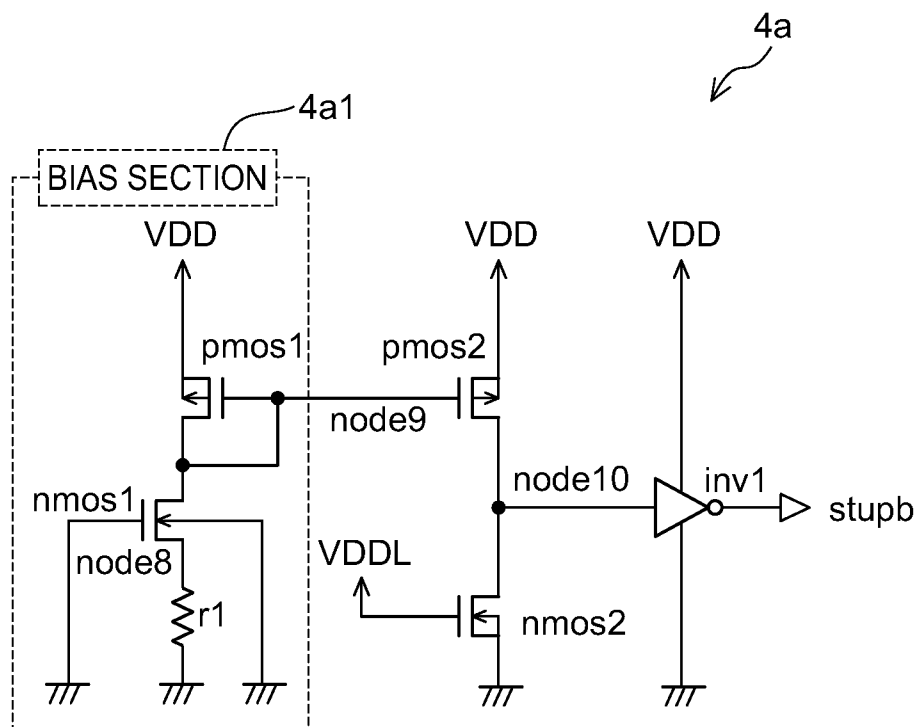 4a
4a1
BIAS SECTION
VDD
VDD
VDD
pmos1
pmos2
node9
nmos1
node10
inv1
stupb
node8
VDDL
r1
nmos2